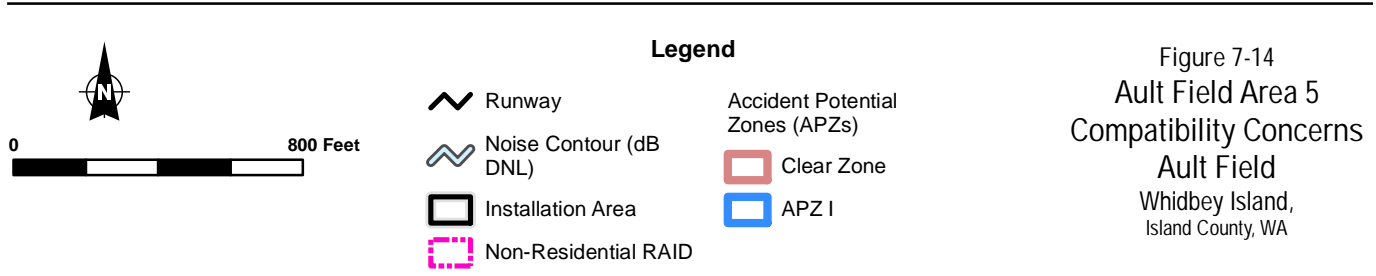 N
0
800 Feet
Legend
Runway
Noise Contour (dB
DNL)
Installation Area
Non-Residential RAID
Accident Potential
Zones (APZs)
Clear Zone
APZ I
Figure 7-14
Ault Field Area 5
Compatibility Concerns
Ault Field
Whidbey Island,
Island County, WA